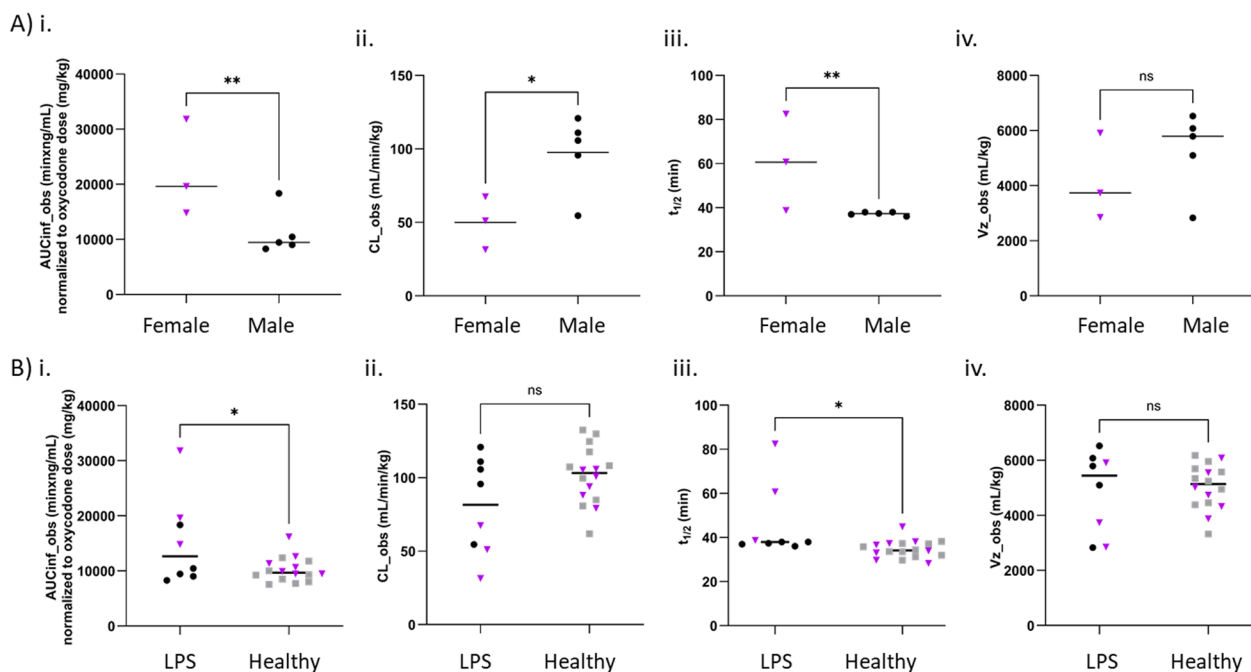 A) i.
AUCinf_obs (minxng/mL)
normalized to oxycodone dose (mg/kg)
40000
30000
20000
10000
0
**
Female
Male
ii.
CL_obs (mL/min/kg)
150
100
50
0
*
Female
Male
iii.
t1/2 (min)
100
80
60
40
20
0
**
Female
Male
iv.
Vz_obs (mL/kg)
8000
6000
4000
2000
0
ns
Female
Male
B) i.
AUCinf_obs (minxng/mL)
normalized to oxycodone dose (mg/kg)
40000
30000
20000
10000
0
*
LPS
Healthy
ii.
CL_obs (mL/min/kg)
150
100
50
0
ns
LPS
Healthy
iii.
t1/2 (min)
100
80
60
40
20
0
*
LPS
Healthy
iv.
Vz_obs (mL/kg)
8000
6000
4000
2000
0
ns
LPS
Healthy